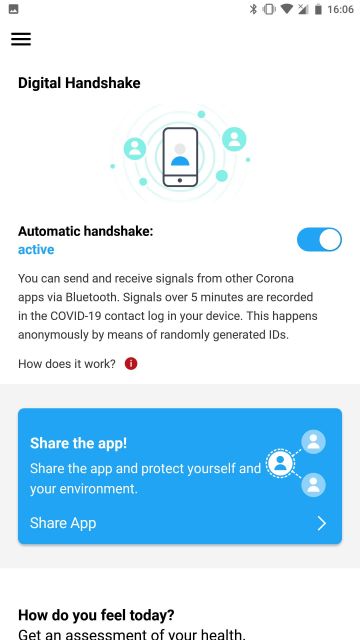 16:06
Digital Handshake
Automatic handshake:
active
You can send and receive signals from other Corona
apps via Bluetooth. Signals over 5 minutes are recorded
in the COVID-19 contact log in your device. This happens
anonymously by means of randomly generated IDs.
How does it work?
Share the app!
Share the app and protect yourself and
your environment.
Share App
How do you feel today?
Get an assessment of your health.